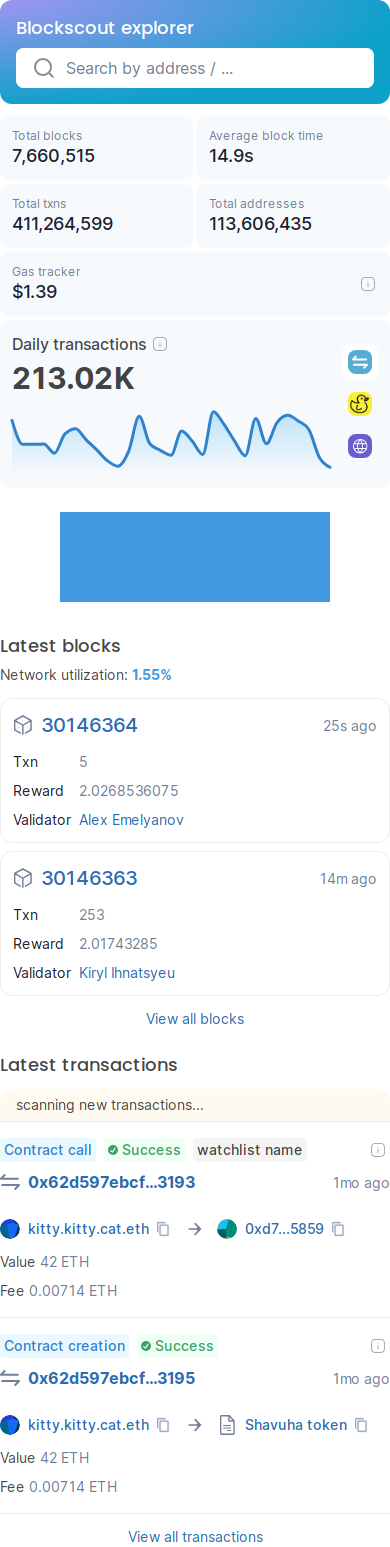 Blockscout explorer
Search by address / ...
Total blocks
7,660,515
Average block time
14.9s
Total txns
411,264,599
Total addresses
113,606,435
Gas tracker
$1.39
Daily transactions
213.02K
Latest blocks
Network utilization: 1.55%
30146364 25s ago
Txn 5
Reward 2.0268536075
Validator Alex Emelyanov
30146363 14m ago
Txn 253
Reward 2.01743285
Validator Kiryl Ihnatsyeu
View all blocks
Latest transactions
scanning new transactions...
Contract call Success watchlist name
0x62d597ebcf...3193 1mo ago
kitty.kitty.cat.eth → 0xd7...5859
Value 42 ETH
Fee 0.00714 ETH
Contract creation Success
0x62d597ebcf...3195 1mo ago
kitty.kitty.cat.eth → Shavuha token
Value 42 ETH
Fee 0.00714 ETH
View all transactions